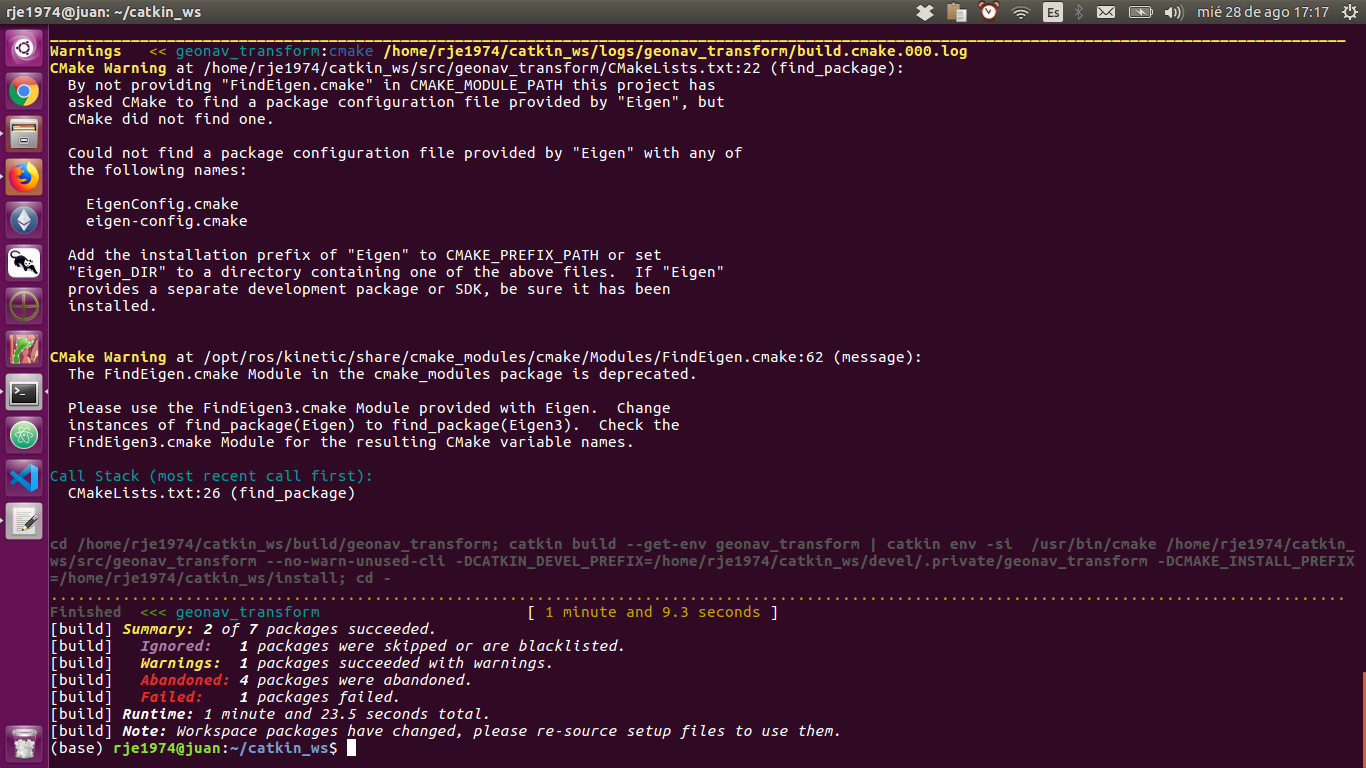 rje1974@juan: ~/catkin_ws
Es
mié 28 de ago 17:17
Warnings   << geonav_transform:cmake /home/rje1974/catkin_ws/logs/geonav_transform/build.cmake.000.log
CMake Warning at /home/rje1974/catkin_ws/src/geonav_transform/CMakeLists.txt:22 (find_package):
  By not providing "FindEigen.cmake" in CMAKE_MODULE_PATH this project has
  asked CMake to find a package configuration file provided by "Eigen", but
  CMake did not find one.
  Could not find a package configuration file provided by "Eigen" with any of
  the following names:
    EigenConfig.cmake
    eigen-config.cmake
  Add the installation prefix of "Eigen" to CMAKE_PREFIX_PATH or set
  "Eigen_DIR" to a directory containing one of the above files.  If "Eigen"
  provides a separate development package or SDK, be sure it has been
  installed.
CMake Warning at /opt/ros/kinetic/share/cmake_modules/cmake/Modules/FindEigen.cmake:62 (message):
  The FindEigen.cmake Module in the cmake_modules package is deprecated.
  Please use the FindEigen3.cmake Module provided with Eigen.  Change
  instances of find_package(Eigen) to find_package(Eigen3).  Check the
  FindEigen3.cmake Module for the resulting CMake variable names.
Call Stack (most recent call first):
  CMakeLists.txt:26 (find_package)
cd /home/rje1974/catkin_ws/build/geonav_transform; catkin build --get-env geonav_transform | catkin env -si  /usr/bin/cmake /home/rje1974/catkin_
ws/src/geonav_transform --no-warn-unused-cli -DCATKIN_DEVEL_PREFIX=/home/rje1974/catkin_ws/devel/.private/geonav_transform -DCMAKE_INSTALL_PREFIX
=/home/rje1974/catkin_ws/install; cd -
Finished  <<< geonav_transform                       [ 1 minute and 9.3 seconds ]
[build] Summary: 2 of 7 packages succeeded.
[build]   Ignored:   1 packages were skipped or are blacklisted.
[build]   Warnings:  1 packages succeeded with warnings.
[build]   Abandoned: 4 packages were abandoned.
[build]   Failed:    1 packages failed.
[build] Runtime: 1 minute and 23.5 seconds total.
[build] Note: Workspace packages have changed, please re-source setup files to use them.
(base) rje1974@juan:~/catkin_ws$